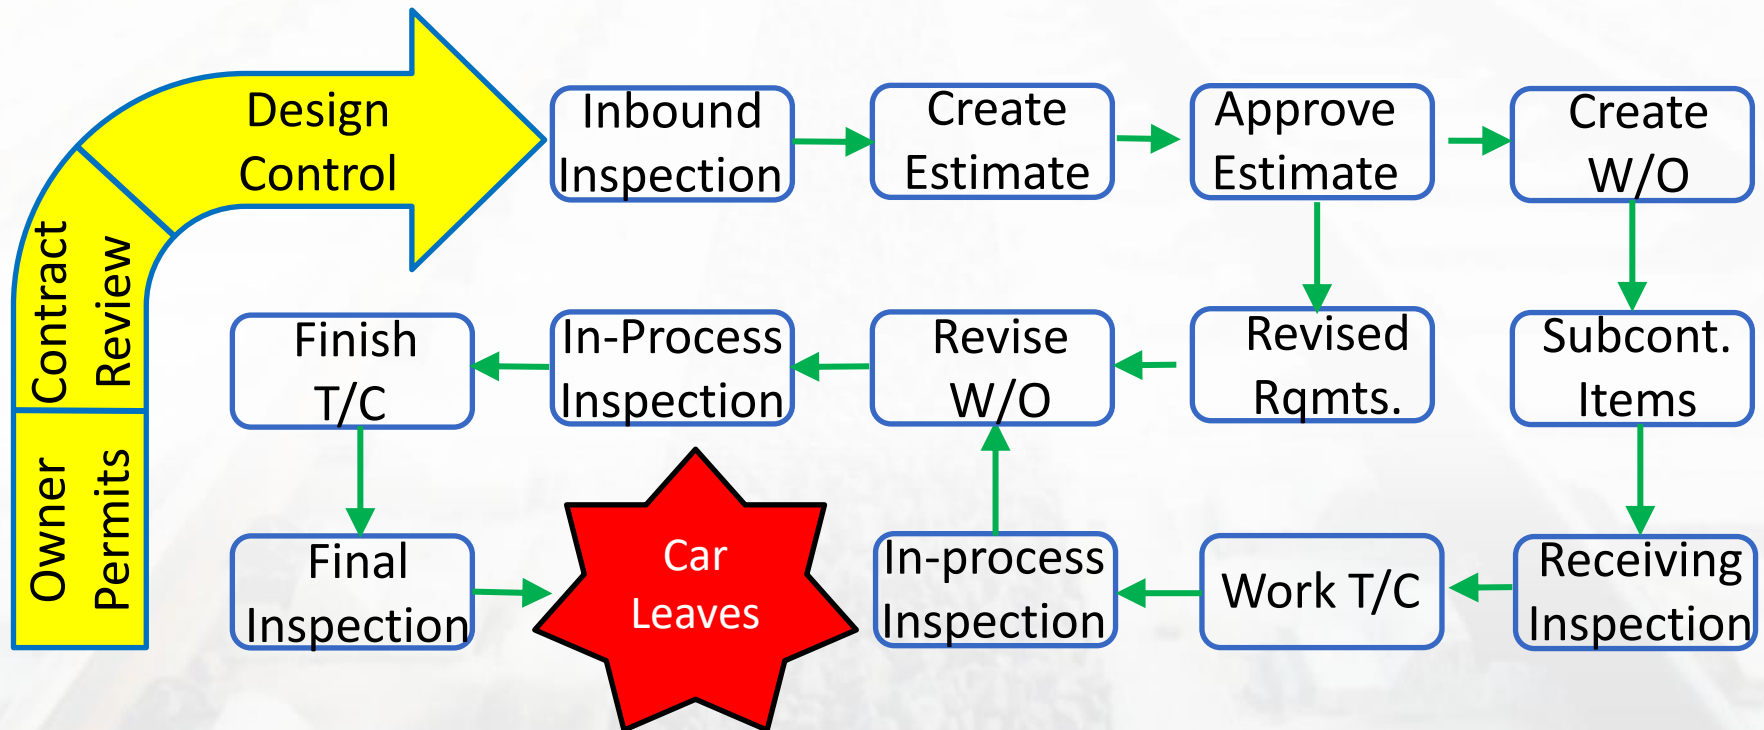 Design
Control
Contract
Review
Owner
Permits
Inbound
Inspection
Create
Estimate
Approve
Estimate
Create
W/O
Finish
T/C
In-Process
Inspection
Revise
W/O
Revised
Rqmts.
Subcont.
Items
Final
Inspection
Car
Leaves
In-process
Inspection
Work T/C
Receiving
Inspection